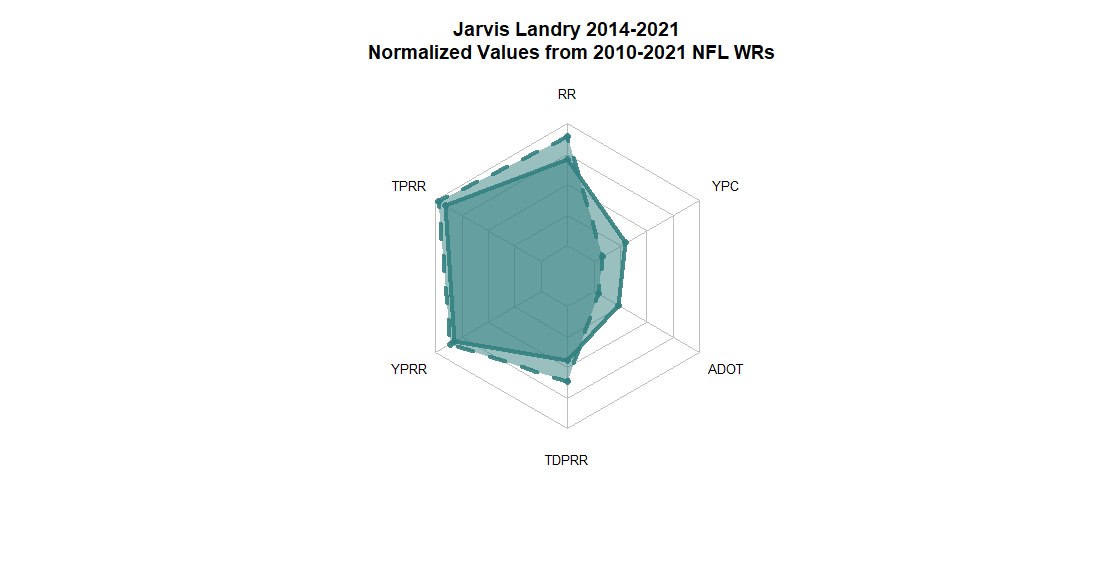 Jarvis Landry 2014-2021
Normalized Values from 2010-2021 NFL WRs
RR
TPRR
YPC
YPRR
ADOT
TDPRR